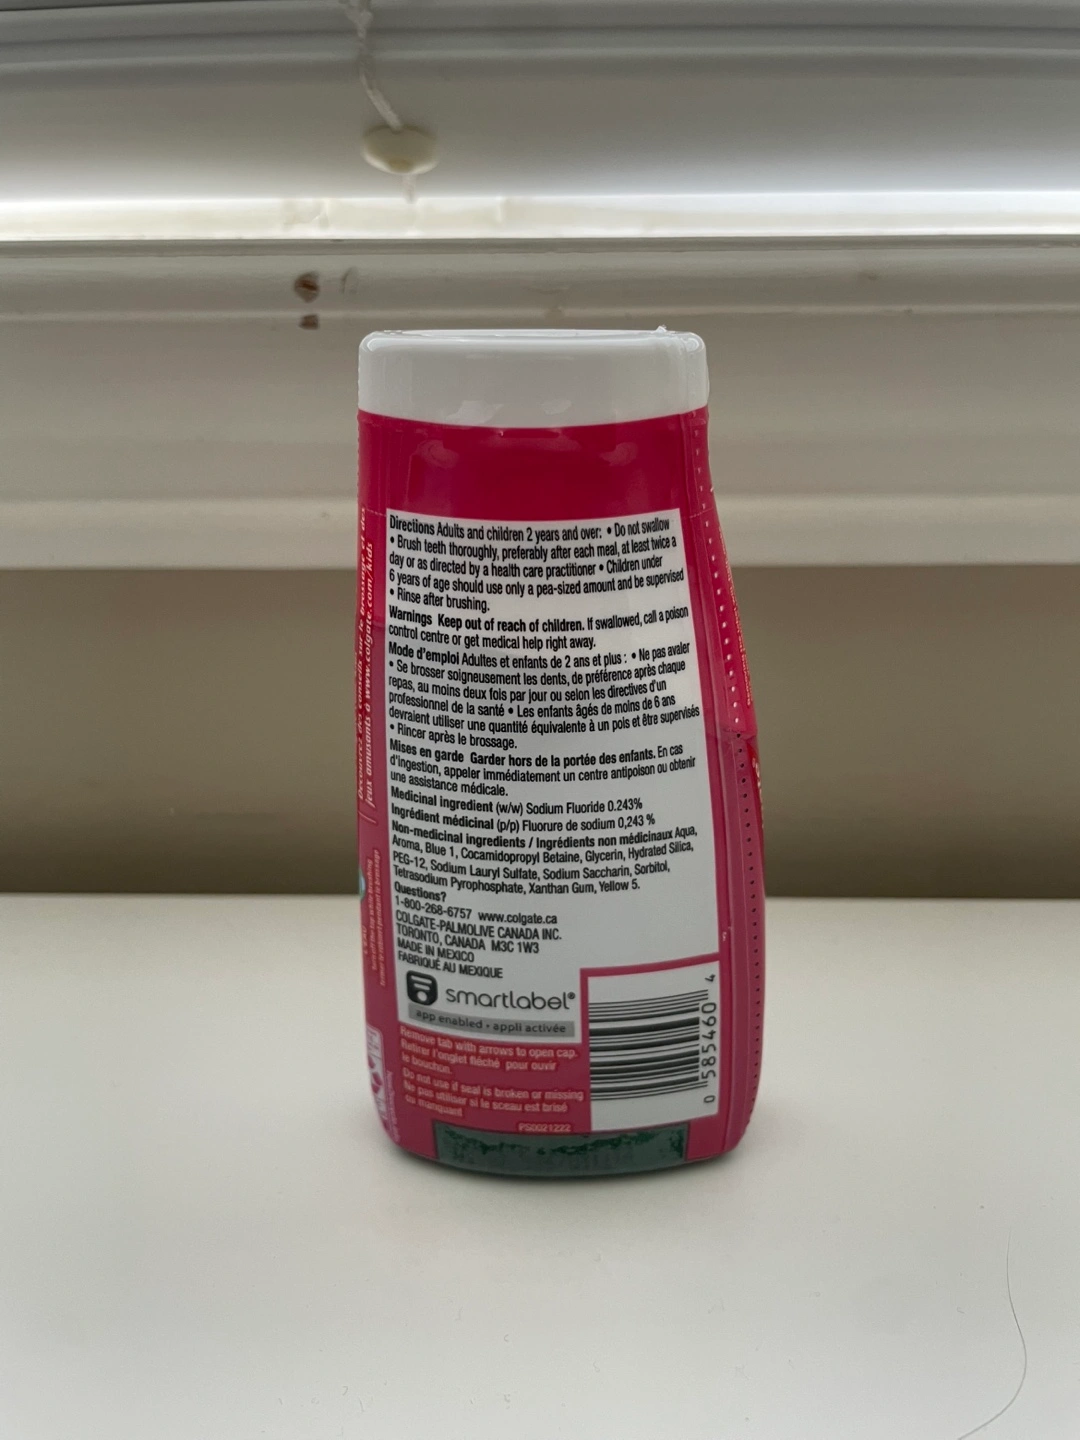 Directions Adults and children 2 years and over: • Do not swallow
• Brush teeth thoroughly, preferably after each meal, at least twice a
day or as directed by a health care practitioner • Children under
6 years of age should use only a pea-sized amount and be supervised
• Rinse after brushing.
Warnings Keep out of reach of children. If swallowed, call a poison
control centre or get medical help right away.
Mode d'emploi Adultes et enfants de 2 ans et plus : • Ne pas avaler
• Se brosser soigneusement les dents, de préférence après chaque
repas, au moins deux fois par jour ou selon les directives d'un
professionnel de la santé • Les enfants âgés de moins de 6 ans
devraient utiliser une quantité équivalente à un pois et être supervisés
• Rincer après le brossage.
Mises en garde Garder hors de la portée des enfants. En cas
d'ingestion, appeler immédiatement un centre antipoison ou obtenir
une assistance médicale.
Medicinal ingredient (w/w) Sodium Fluoride 0.243%
Ingrédient médicinal (p/p) Fluorure de sodium 0,243 %
Non-medicinal ingredients / Ingrédients non médicinaux Aqua,
Aroma, Blue 1, Cocamidopropyl Betaine, Glycerin, Hydrated Silica,
PEG-12, Sodium Lauryl Sulfate, Sodium Saccharin, Sorbitol,
Tetrasodium Pyrophosphate, Xanthan Gum, Yellow 5.
Questions?
1-800-268-6757 www.colgate.ca
COLGATE-PALMOLIVE CANADA INC.
TORONTO, CANADA M3C 1W3
MADE IN MEXICO
FABRIQUÉ AU MEXIQUE
smartlabel®
app enabled • appli activée
Remove tab with arrows to open cap.
Retirer l'onglet fléché pour ouvrir
le bouchon.
Do not use if seal is broken or missing
Ne pas utiliser si le sceau est brisé
ou manquant
PS0021222
0 585460 4
Découvrez des conseils sur le brossage et des
jeux amusants à www.colgate.com/kids